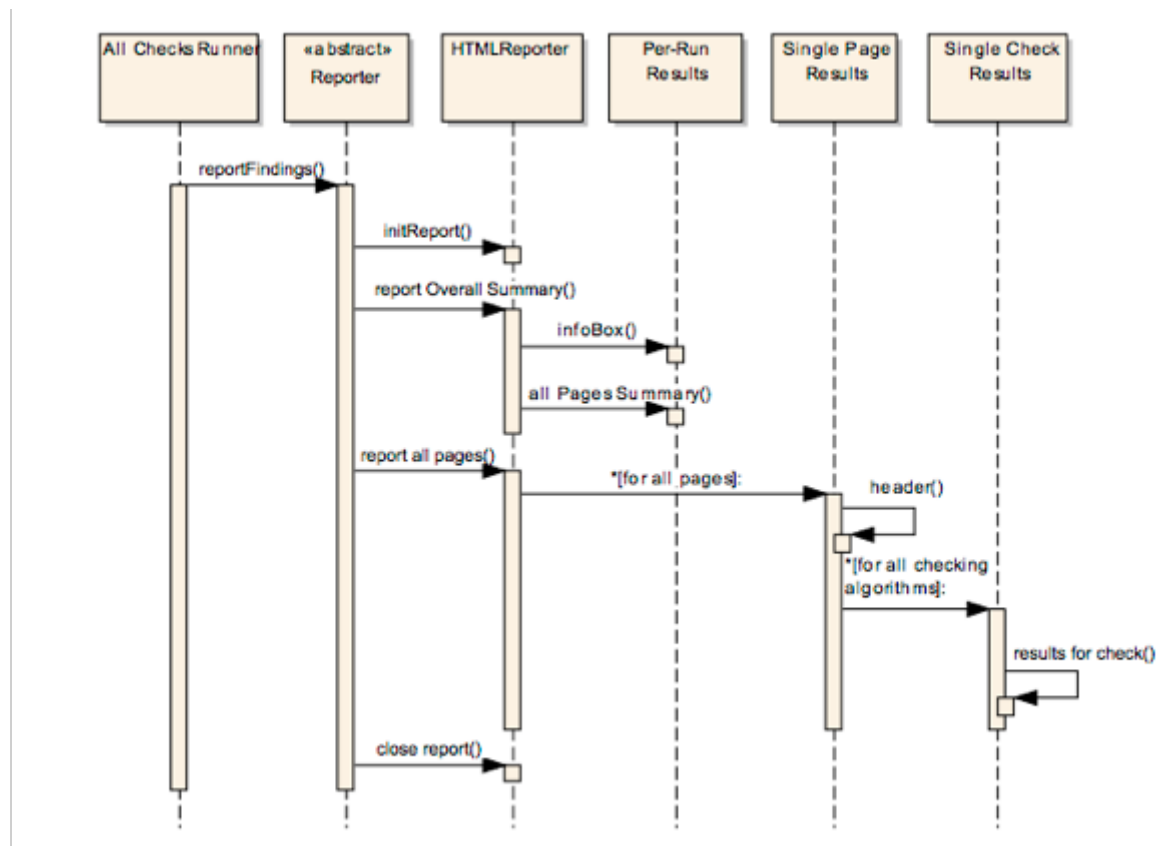 All Checks Runner
«abstract»
Reporter
HTMLReporter
Per-Run
Results
Single Page
Results
Single Check
Results
reportFindings()
initReport()
report Overall Summary()
infoBox()
all Pages Summary()
report all pages()
*[for all pages]:
header()
*[for all checking
algorithms]:
results for check()
close report()